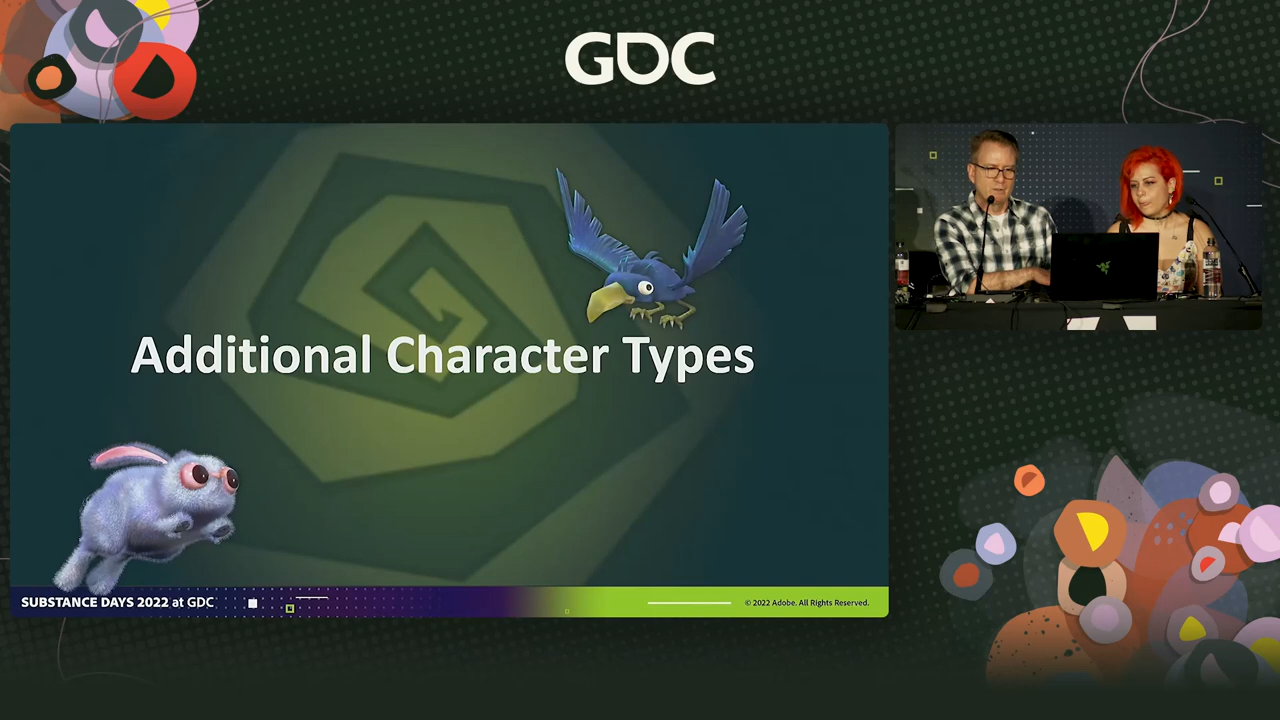 GDC
Additional Character Types
SUBSTANCE DAYS 2022 at GDC
© 2022 Adobe. All Rights Reserved.